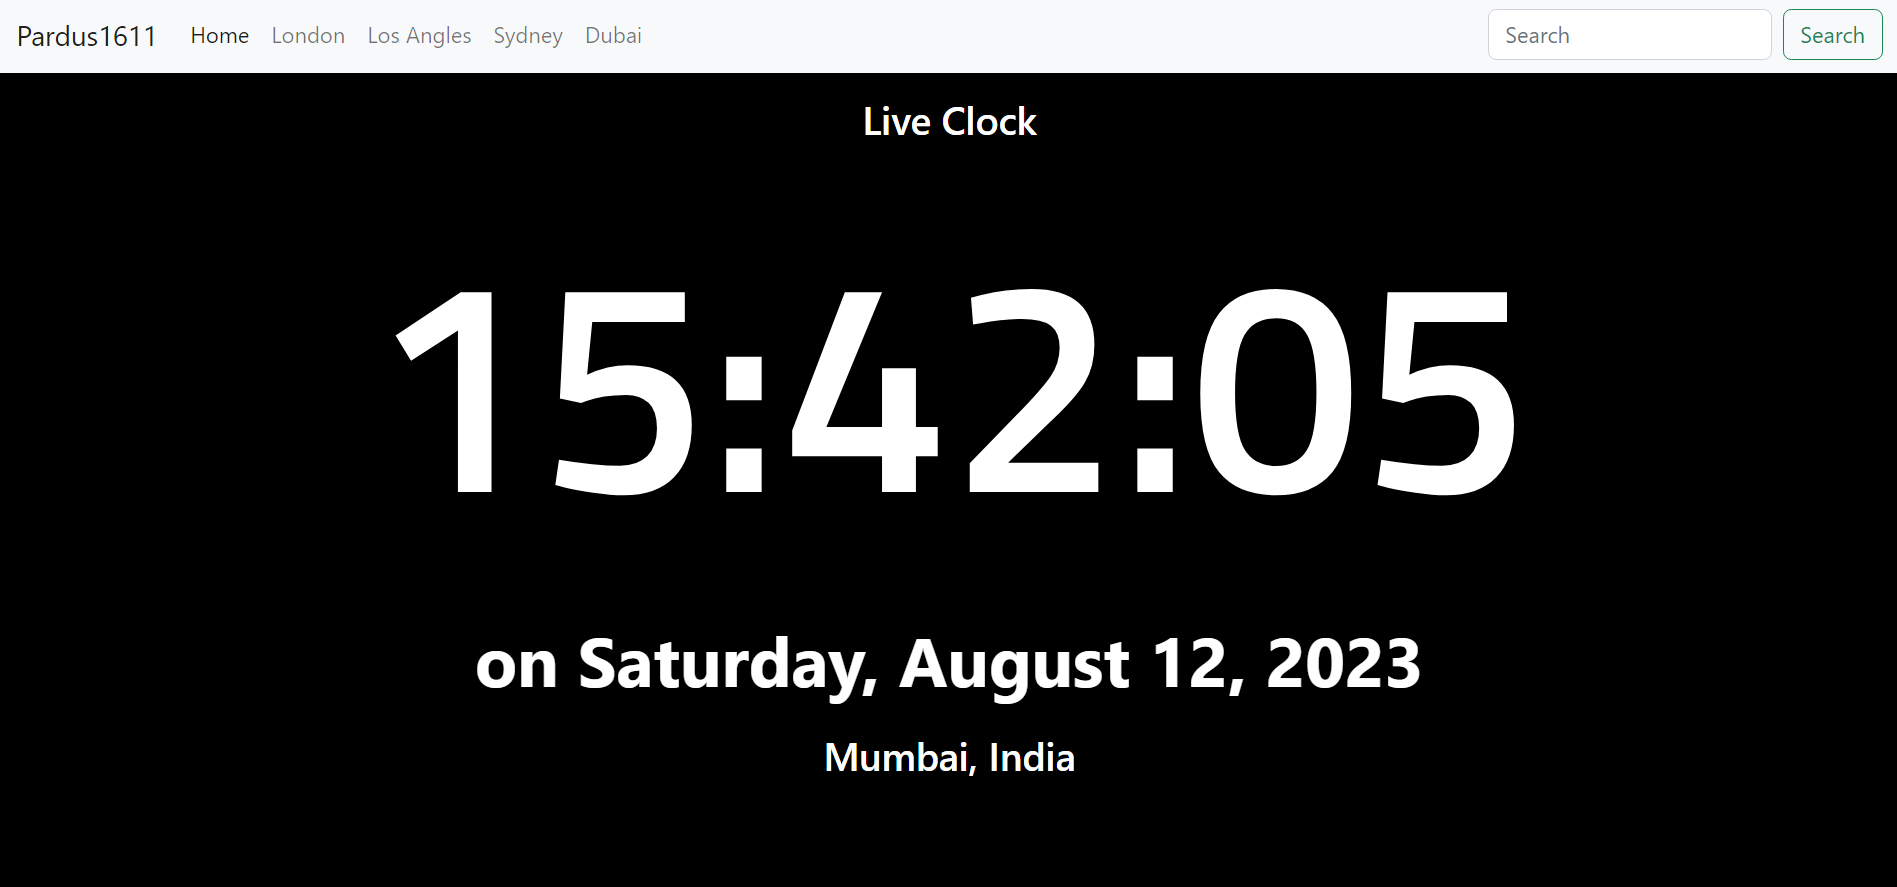 Pardus1611 Home London Los Angles Sydney Dubai Search Search
Live Clock
15:42:05
on Saturday, August 12, 2023
Mumbai, India